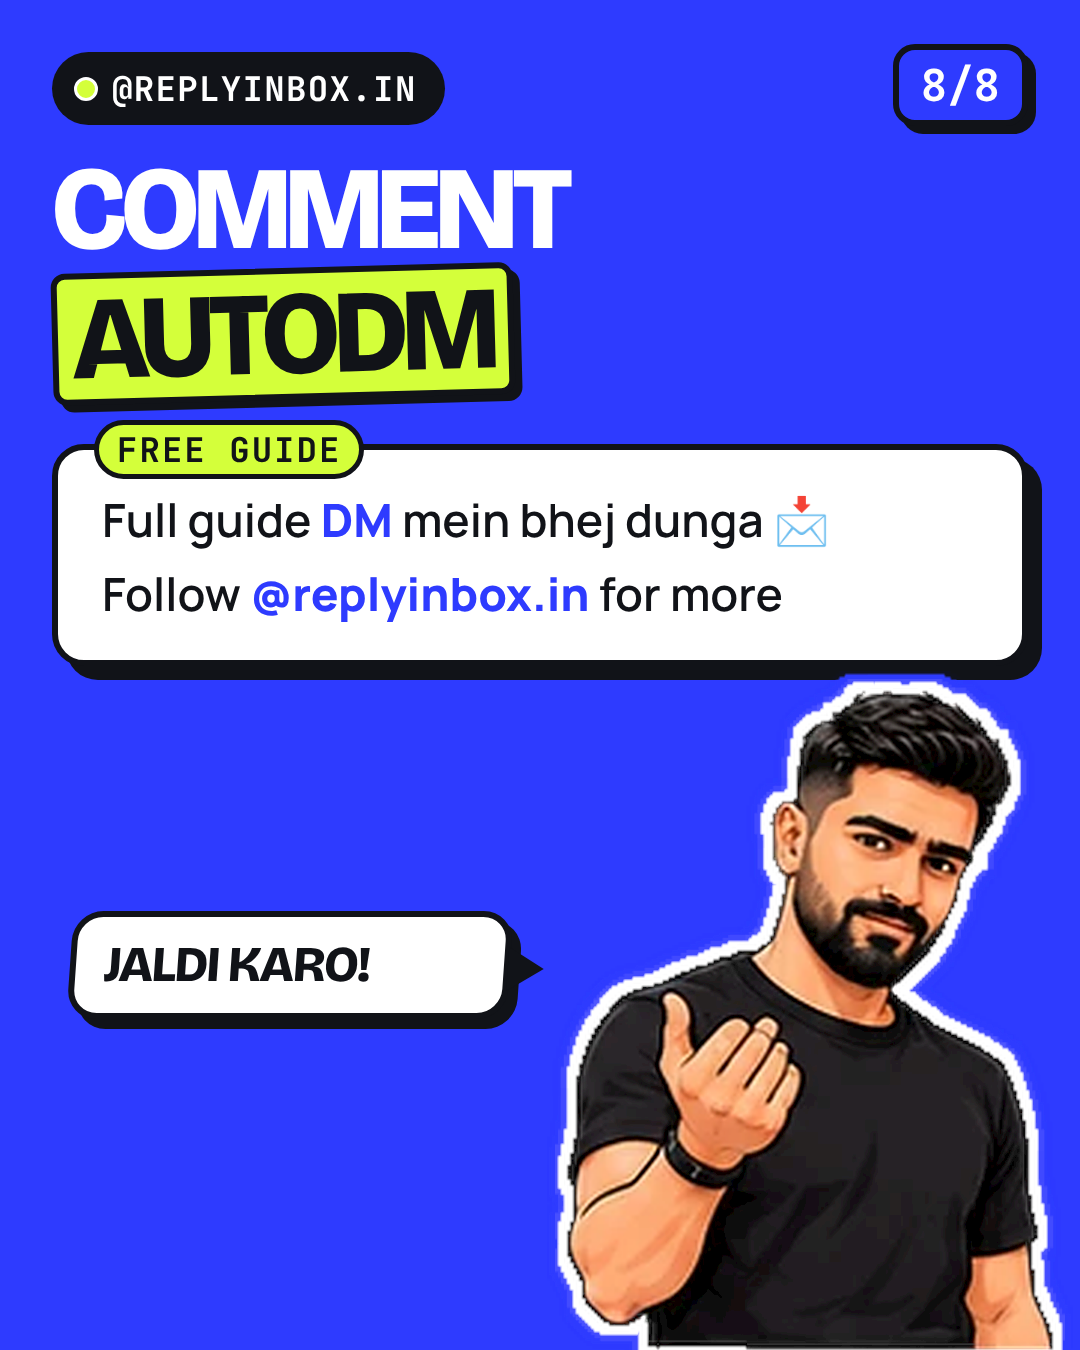 @REPLYINBOX.IN
8/8
COMMENT
AUTODM
FREE GUIDE
Full guide DM mein bhej dunga 📩
Follow @replyinbox.in for more
JALDI KARO!